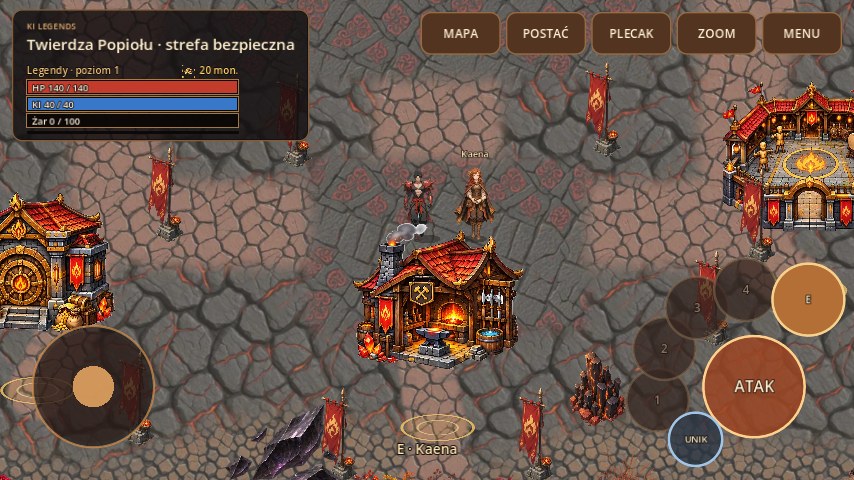 KI LEGENDS
Twierdza Popiołu · strefa bezpieczna
Legendy · poziom 1
20 mon.
HP 140 / 140
KI 40 / 40
Żar 0 / 100
MAPA
POSTAĆ
PLECAK
ZOOM
MENU
Kaena
4
E
3
2
ATAK
1
UNIK
E · Kaena